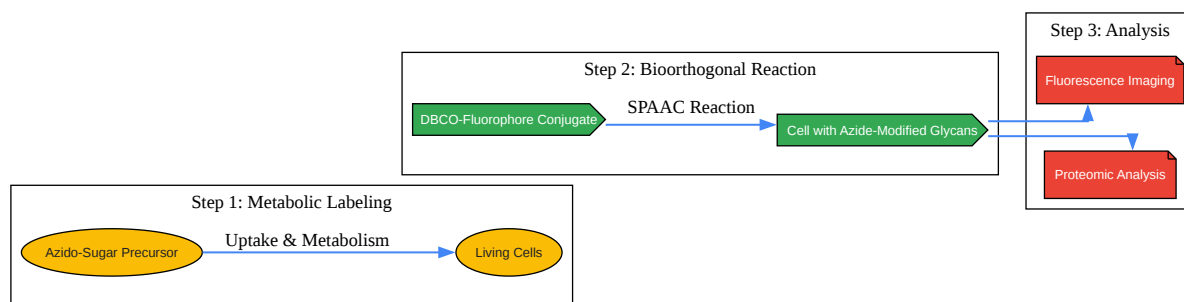 Step 1: Metabolic Labeling
Azido-Sugar Precursor
Uptake & Metabolism
Living Cells
Step 2: Bioorthogonal Reaction
DBCO-Fluorophore Conjugate
SPAAC Reaction
Cell with Azide-Modified Glycans
Step 3: Analysis
Fluorescence Imaging
Proteomic Analysis